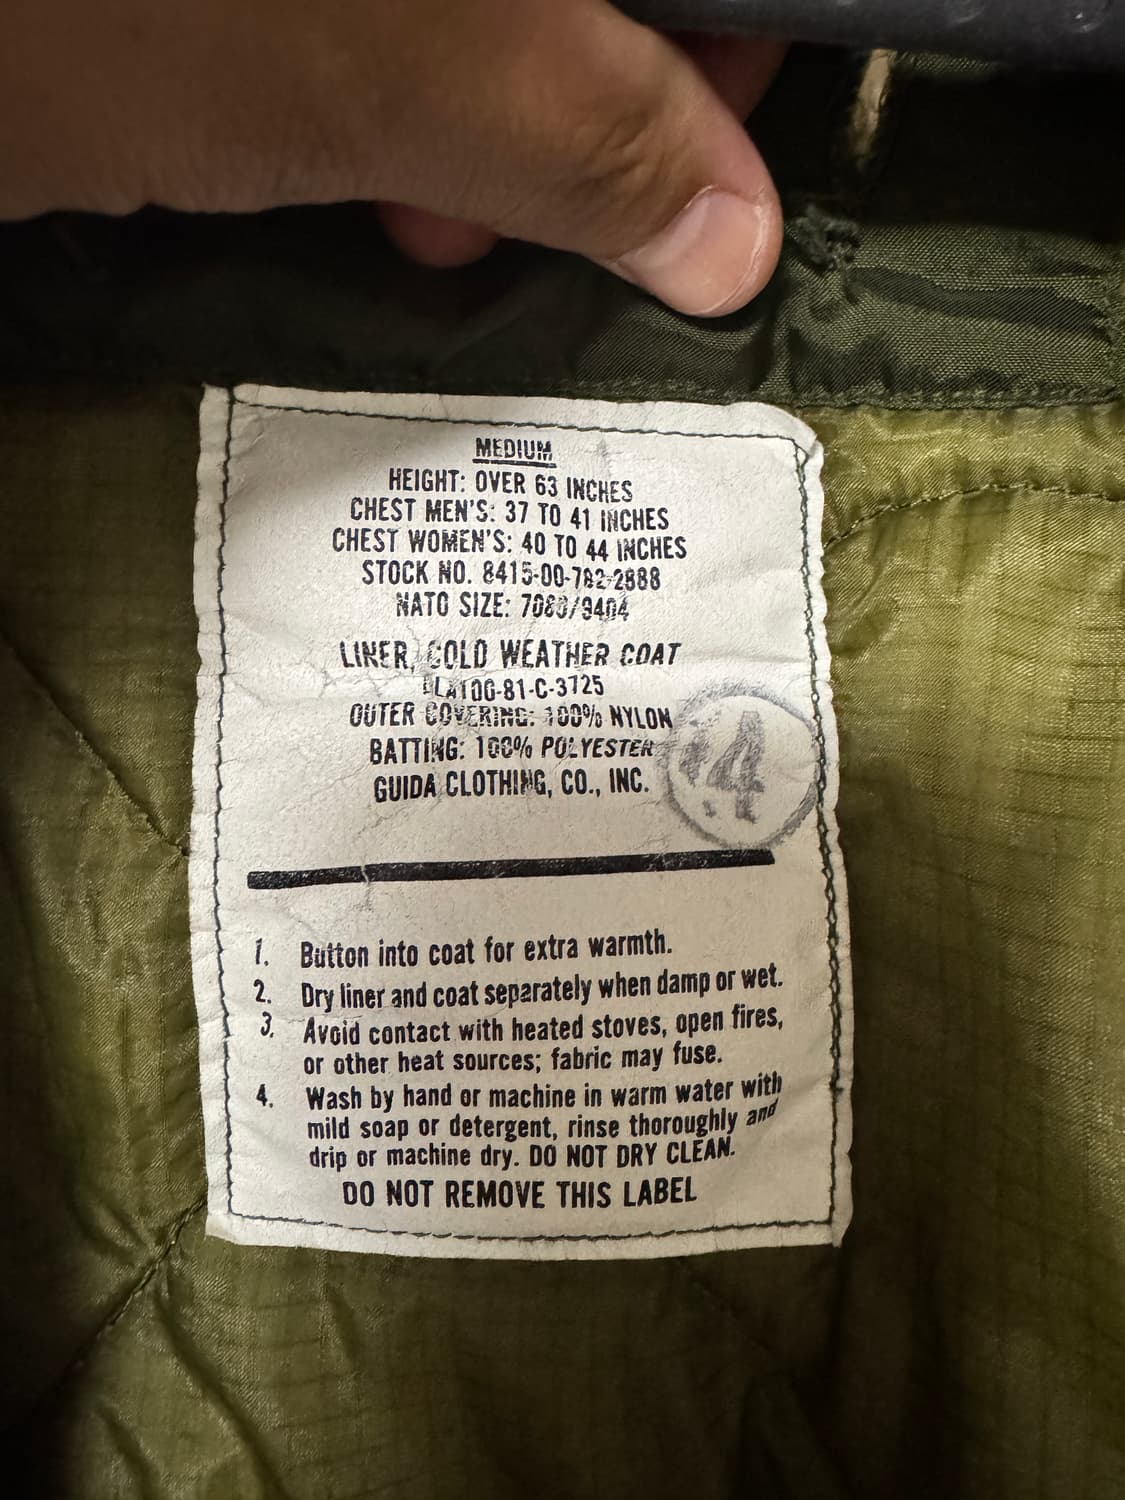 MEDIUM
HEIGHT: OVER 63 INCHES
CHEST MEN'S: 37 TO 41 INCHES
CHEST WOMEN'S: 40 TO 44 INCHES
STOCK NO. 8415-00-782-2888
NATO SIZE: 7080/9404
LINER, COLD WEATHER COAT
DLA100-81-C-3725
OUTER COVERING: 100% NYLON
BATTING: 100% POLYESTER
GUIDA CLOTHING, CO., INC.
1. Button into coat for extra warmth.
2. Dry liner and coat separately when damp or wet.
3. Avoid contact with heated stoves, open fires,
or other heat sources; fabric may fuse.
4. Wash by hand or machine in warm water with
mild soap or detergent, rinse thoroughly and
drip or machine dry. DO NOT DRY CLEAN.
DO NOT REMOVE THIS LABEL